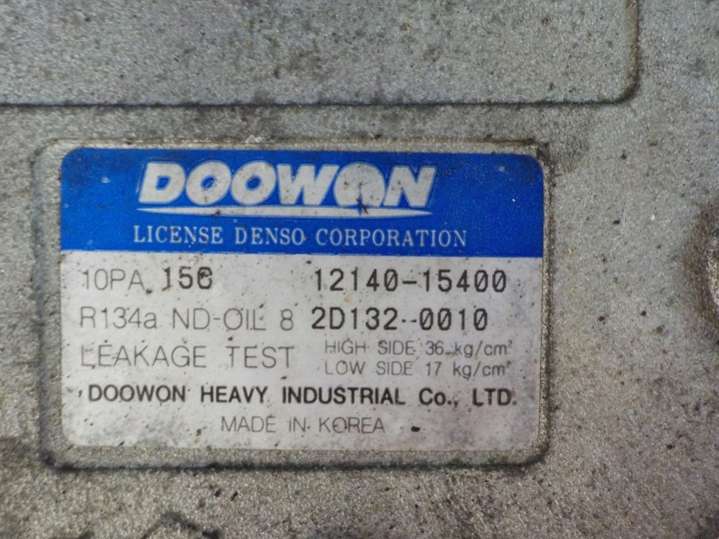 DOOWON
LICENSE DENSO CORPORATION
10PA 15C 12140-15400
R134a ND-OIL 8 2D132-0010
LEAKAGE TEST HIGH SIDE 36 kg/cm²
LOW SIDE 17 kg/cm²
DOOWON HEAVY INDUSTRIAL Co., LTD.
MADE IN KOREA